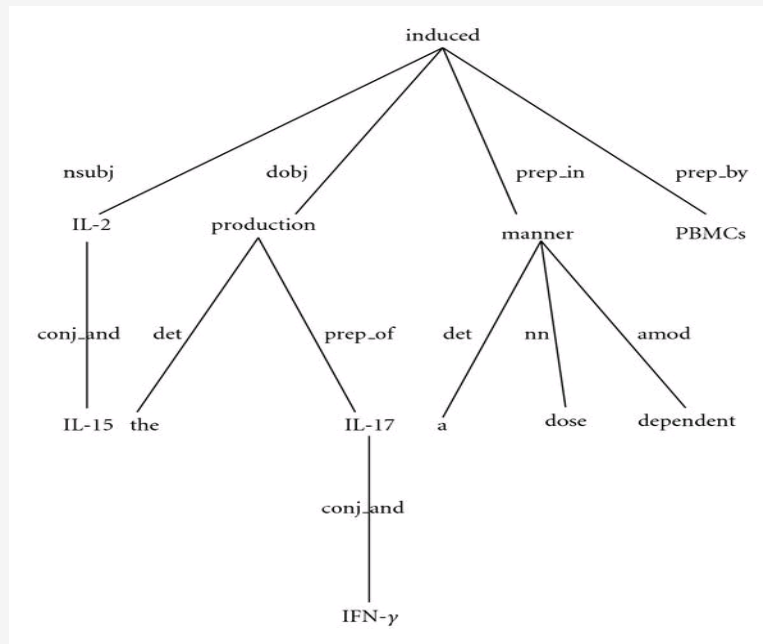 induced
nsubj dobj prep_in prep_by
IL-2 production manner PBMCs
conj_and det prep_of det nn amod
IL-15 the IL-17 a dose dependent
conj_and
IFN-γ